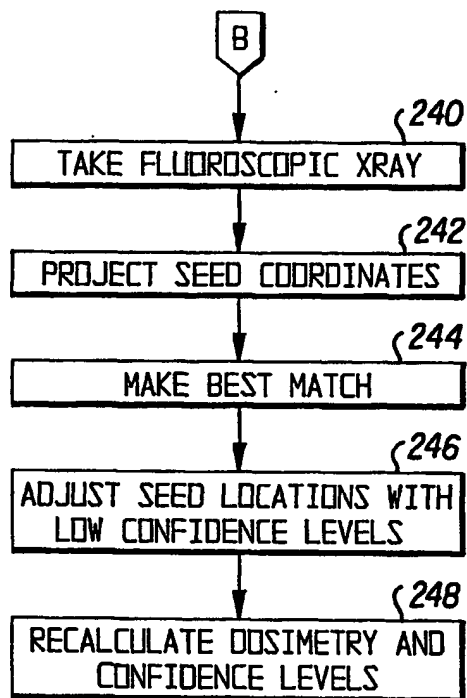 B
240
TAKE FLUOROSCOPIC XRAY
242
PROJECT SEED COORDINATES
244
MAKE BEST MATCH
246
ADJUST SEED LOCATIONS WITH
LOW CONFIDENCE LEVELS
248
RECALCULATE DOSIMETRY AND
CONFIDENCE LEVELS